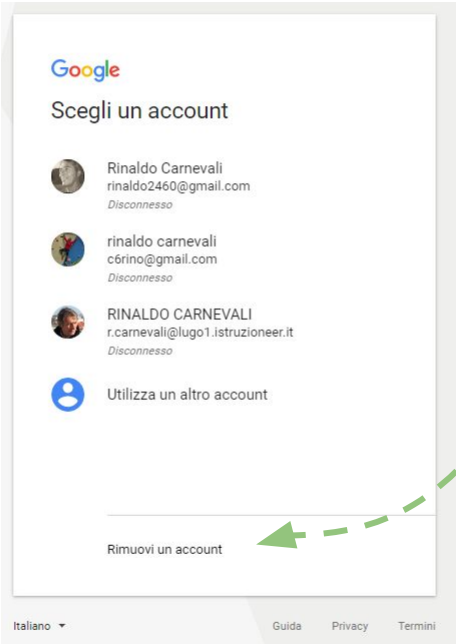 Google
Scegli un account
Rinaldo Carnevali
rinaldo2460@gmail.com
Disconnesso
rinaldo carnevali
c6rino@gmail.com
Disconnesso
RINALDO CARNEVALI
r.carnevali@lugo1.istruzioneer.it
Disconnesso
Utilizza un altro account
Rimuovi un account
Italiano Guida Privacy Termini